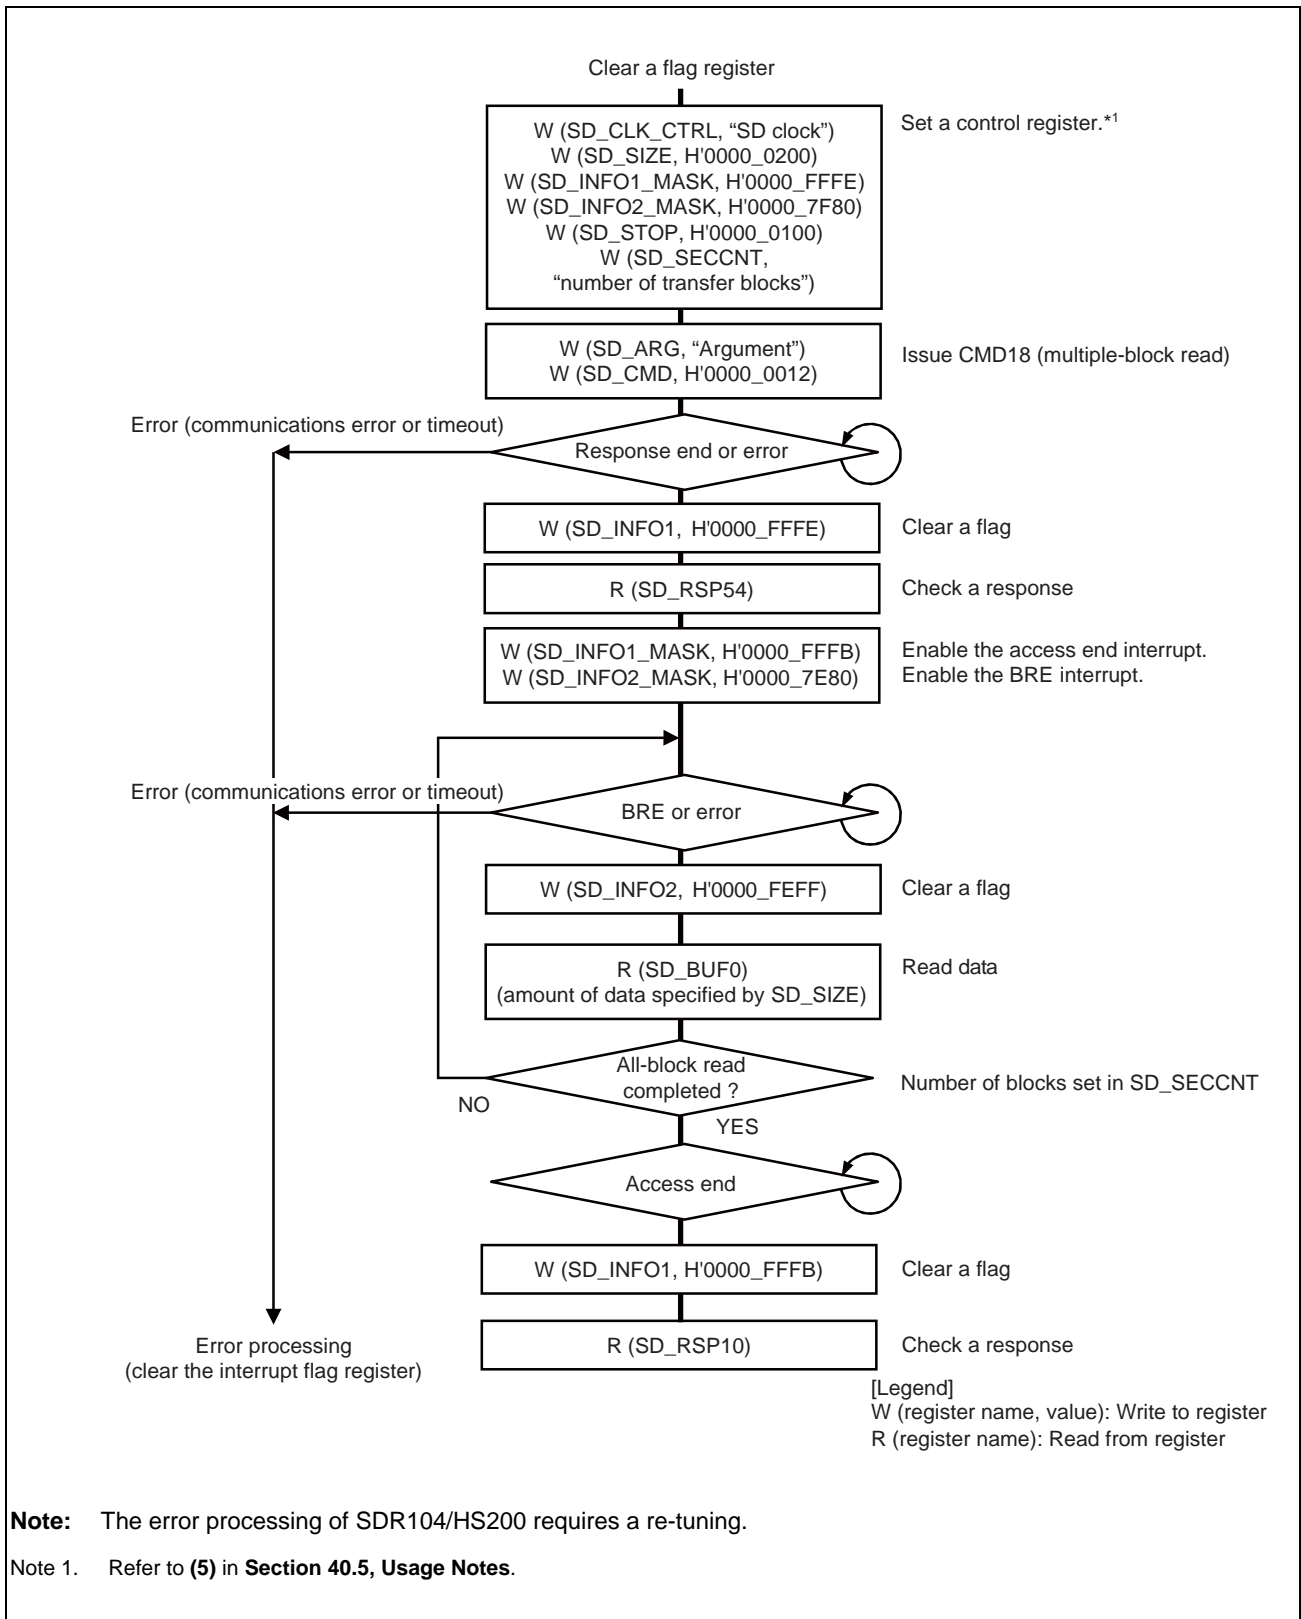 Clear a flag register
W (SD_CLK_CTRL, “SD clock”)
W (SD_SIZE, H'0000_0200)
W (SD_INFO1_MASK, H'0000_FFFE)
W (SD_INFO2_MASK, H'0000_7F80)
W (SD_STOP, H'0000_0100)
W (SD_SECCNT,
“number of transfer blocks”)
Set a control register.*1
W (SD_ARG, “Argument”)
W (SD_CMD, H'0000_0012)
Issue CMD18 (multiple-block read)
Error (communications error or timeout)
Response end or error
W (SD_INFO1, H'0000_FFFE)
Clear a flag
R (SD_RSP54)
Check a response
W (SD_INFO1_MASK, H'0000_FFFB)
W (SD_INFO2_MASK, H'0000_7E80)
Enable the access end interrupt.
Enable the BRE interrupt.
Error (communications error or timeout)
BRE or error
W (SD_INFO2, H'0000_FEFF)
Clear a flag
R (SD_BUF0)
(amount of data specified by SD_SIZE)
Read data
All-block read
completed ?
Number of blocks set in SD_SECCNT
NO
YES
Access end
W (SD_INFO1, H'0000_FFFB)
Clear a flag
R (SD_RSP10)
Check a response
Error processing
(clear the interrupt flag register)
[Legend]
W (register name, value): Write to register
R (register name): Read from register
Note: The error processing of SDR104/HS200 requires a re-tuning.
Note 1. Refer to (5) in Section 40.5, Usage Notes.